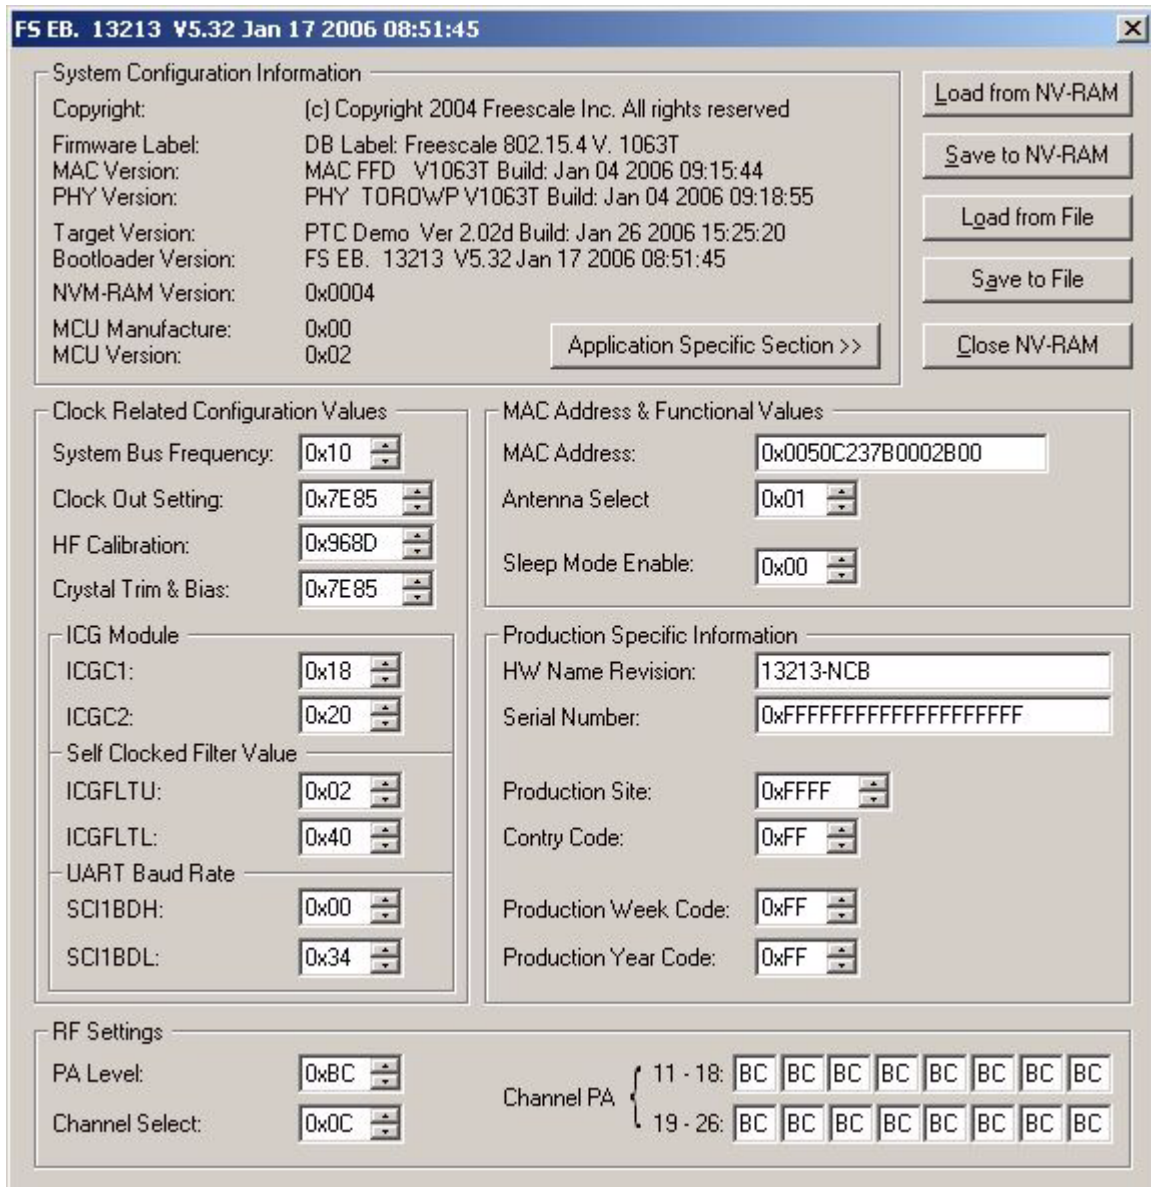 FS EB. 13213 V5.32 Jan 17 2006 08:51:45
System Configuration Information
Copyright: (c) Copyright 2004 Freescale Inc. All rights reserved
Firmware Label: DB Label: Freescale 802.15.4 V. 1063T
MAC Version: MAC FFD V1063T Build: Jan 04 2006 09:15:44
PHY Version: PHY TOROWP V1063T Build: Jan 04 2006 09:18:55
Target Version: PTC Demo Ver 2.02d Build: Jan 26 2006 15:25:20
Bootloader Version: FS EB. 13213 V5.32 Jan 17 2006 08:51:45
NVM-RAM Version: 0x0004
MCU Manufacture: 0x00
MCU Version: 0x02
Application Specific Section >>
Load from NV-RAM
Save to NV-RAM
Load from File
Save to File
Close NV-RAM
Clock Related Configuration Values
System Bus Frequency: 0x10
Clock Out Setting: 0x7E85
HF Calibration: 0x968D
Crystal Trim & Bias: 0x7E85
ICG Module
ICGC1: 0x18
ICGC2: 0x20
Self Clocked Filter Value
ICGFLTU: 0x02
ICGFLTL: 0x40
UART Baud Rate
SCI1BDH: 0x00
SCI1BDL: 0x34
MAC Address & Functional Values
MAC Address: 0x0050C237B0002B00
Antenna Select 0x01
Sleep Mode Enable: 0x00
Production Specific Information
HW Name Revision: 13213-NCB
Serial Number: 0xFFFFFFFFFFFFFFFFFFFF
Production Site: 0xFFFF
Contry Code: 0xFF
Production Week Code: 0xFF
Production Year Code: 0xFF
RF Settings
PA Level: 0xBC
Channel Select: 0x0C
Channel PA
11 - 18: BC BC BC BC BC BC BC BC
19 - 26: BC BC BC BC BC BC BC BC